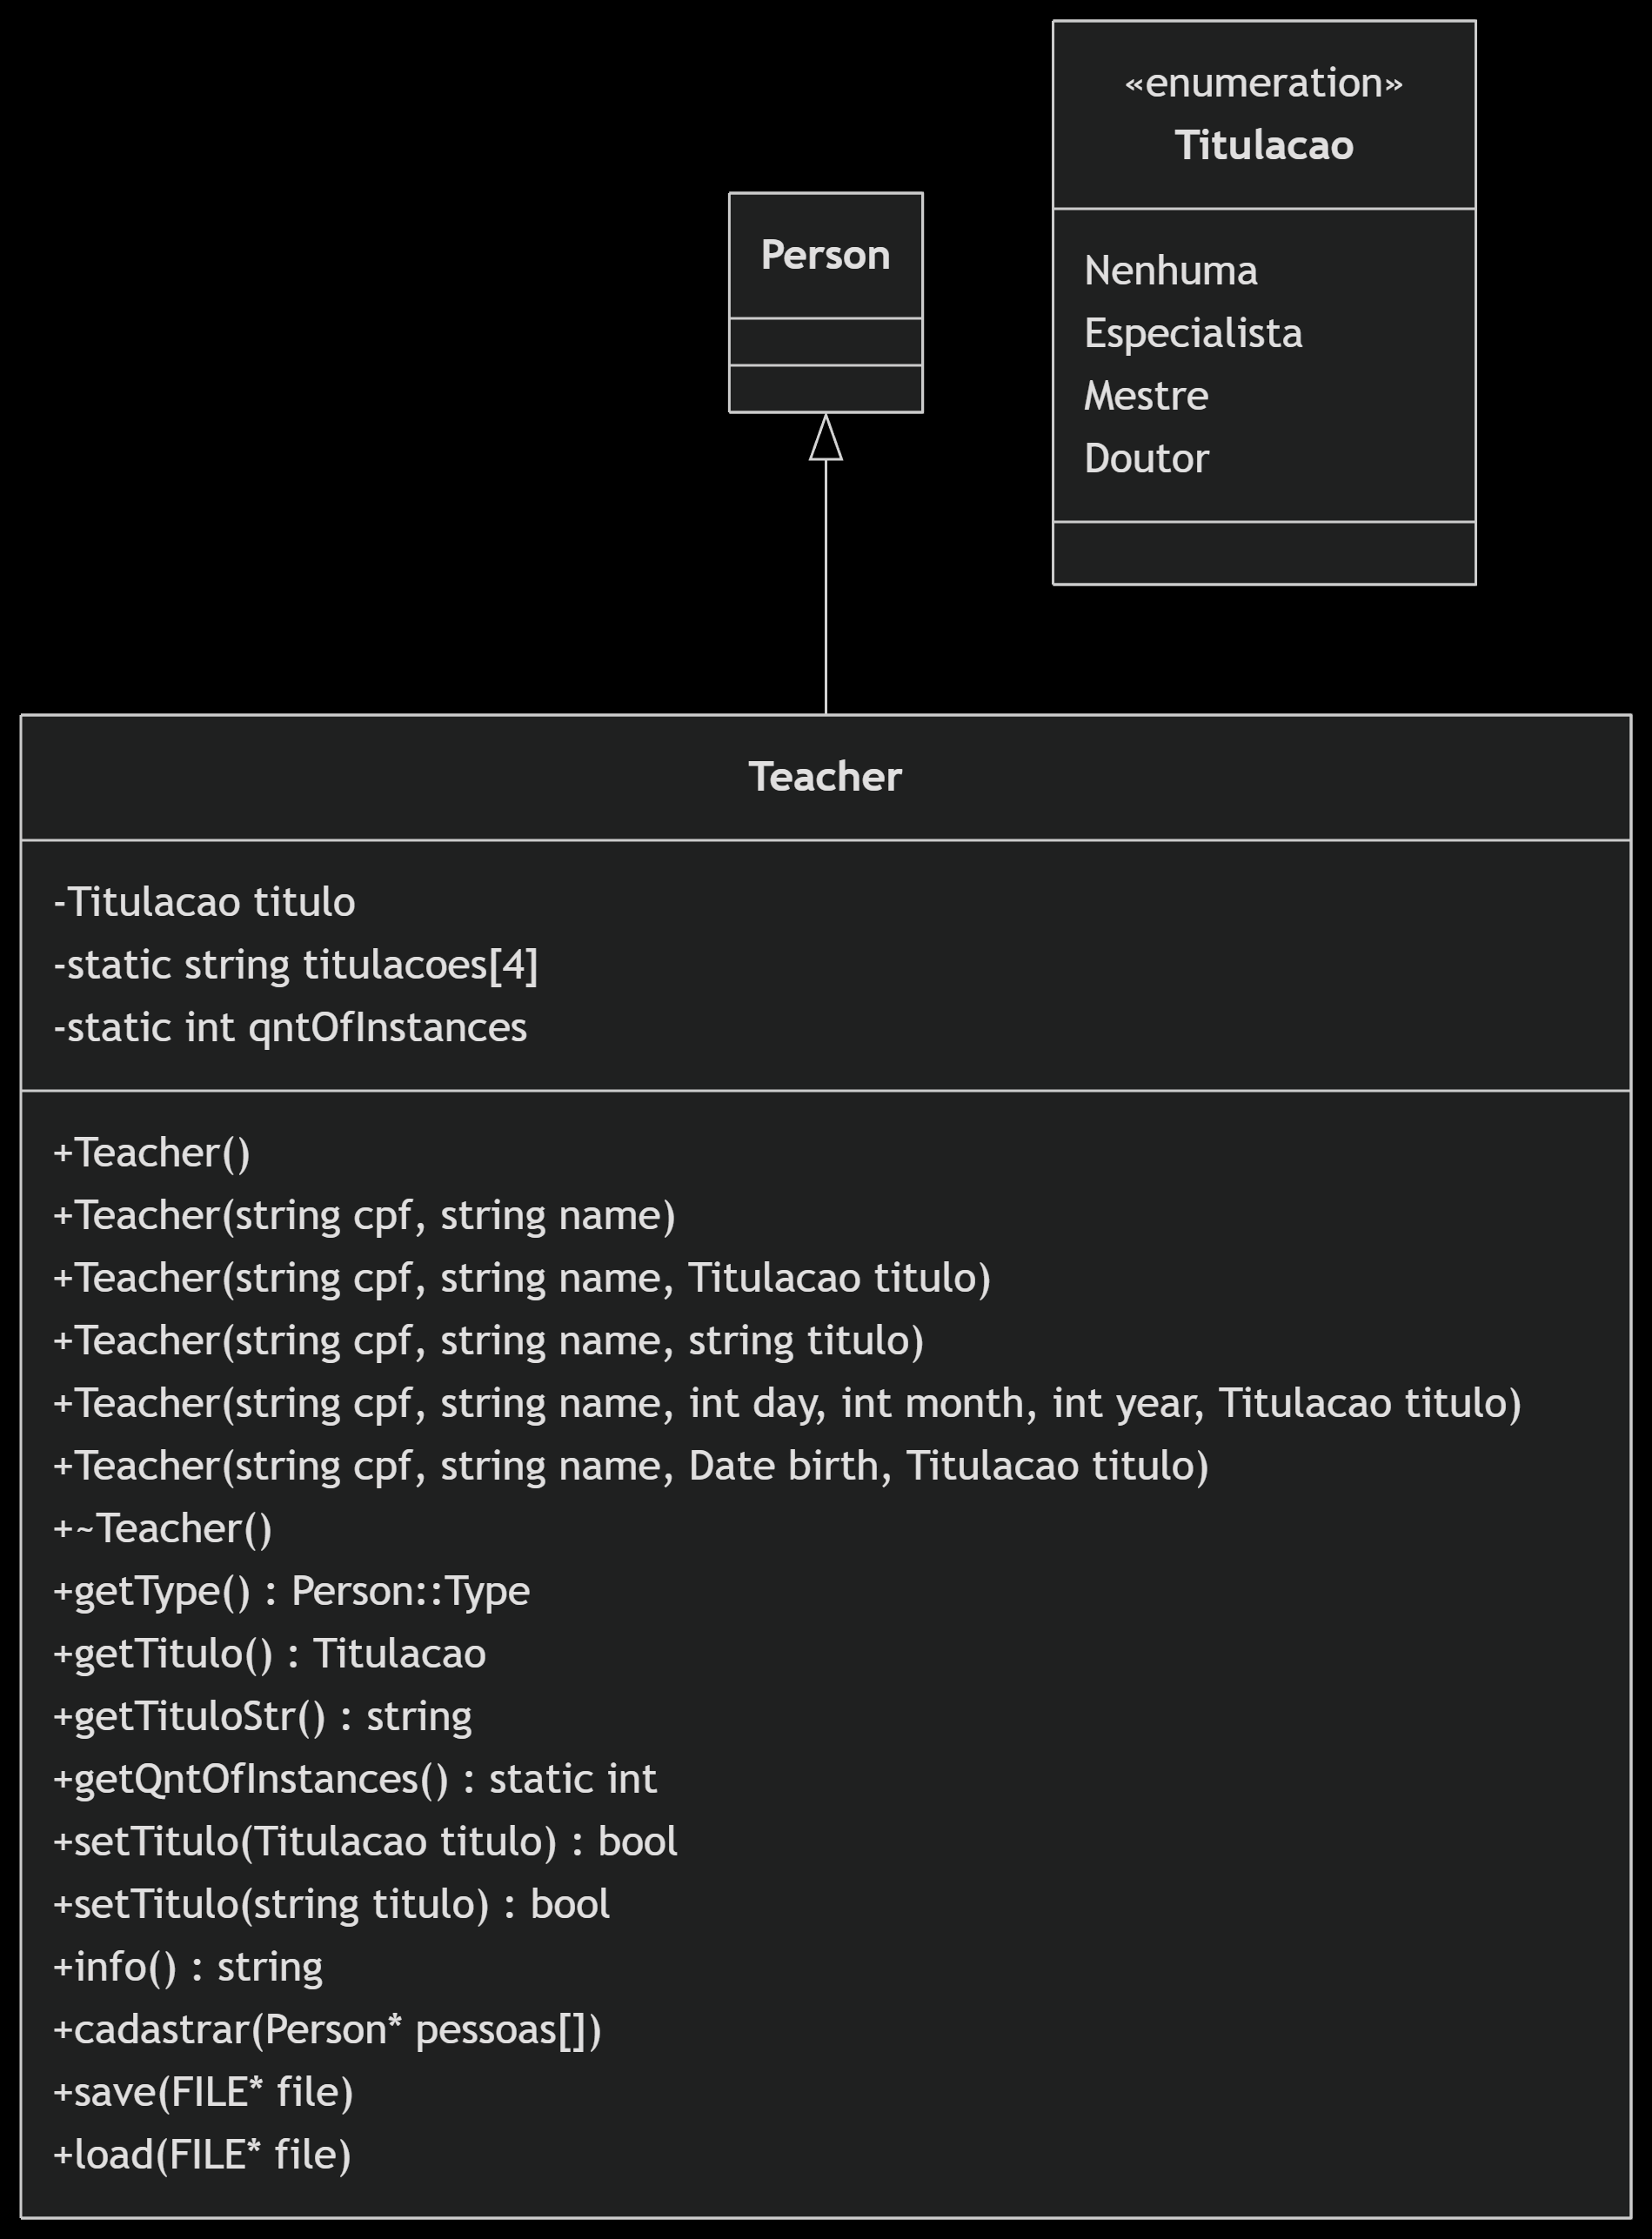 «enumeration»
Titulacao
Nenhuma
Especialista
Mestre
Doutor
Person
Teacher
-Titulacao titulo
-static string titulacoes[4]
-static int qntOfInstances
+Teacher()
+Teacher(string cpf, string name)
+Teacher(string cpf, string name, Titulacao titulo)
+Teacher(string cpf, string name, string titulo)
+Teacher(string cpf, string name, int day, int month, int year, Titulacao titulo)
+Teacher(string cpf, string name, Date birth, Titulacao titulo)
+~Teacher()
+getType() : Person::Type
+getTitulo() : Titulacao
+getTituloStr() : string
+getQntOfInstances() : static int
+setTitulo(Titulacao titulo) : bool
+setTitulo(string titulo) : bool
+info() : string
+cadastrar(Person* pessoas[])
+save(FILE* file)
+load(FILE* file)